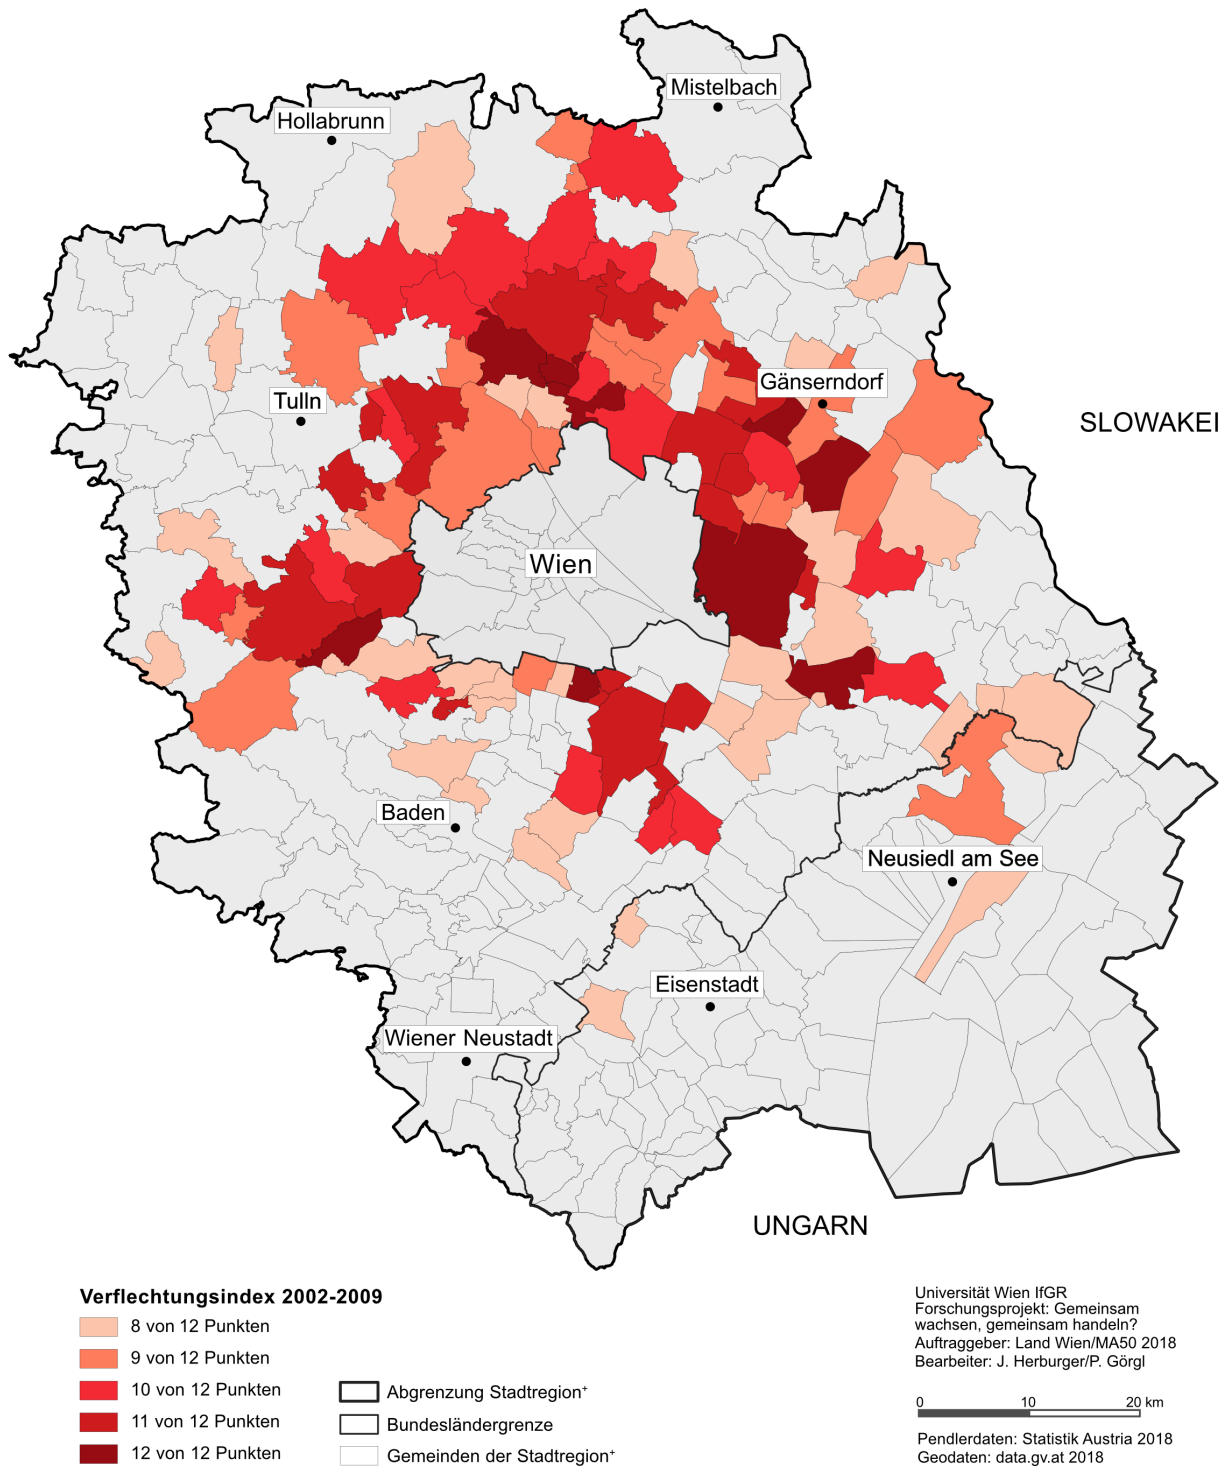 Mistelbach
Hollabrunn
Gänserndorf
Tulln
SLOWAKEI
Wien
Baden
Neusiedl am See
Eisenstadt
Wiener Neustadt
UNGARN
Verflechtungsindex 2002-2009
8 von 12 Punkten
9 von 12 Punkten
10 von 12 Punkten
11 von 12 Punkten
12 von 12 Punkten
Abgrenzung Stadtregion⁺
Bundesländergrenze
Gemeinden der Stadtregion⁺
Universität Wien IfGR
Forschungsprojekt: Gemeinsam
wachsen, gemeinsam handeln?
Auftraggeber: Land Wien/MA50 2018
Bearbeiter: J. Herburger/P. Görgl
0 10 20 km
Pendlerdaten: Statistik Austria 2018
Geodaten: data.gv.at 2018